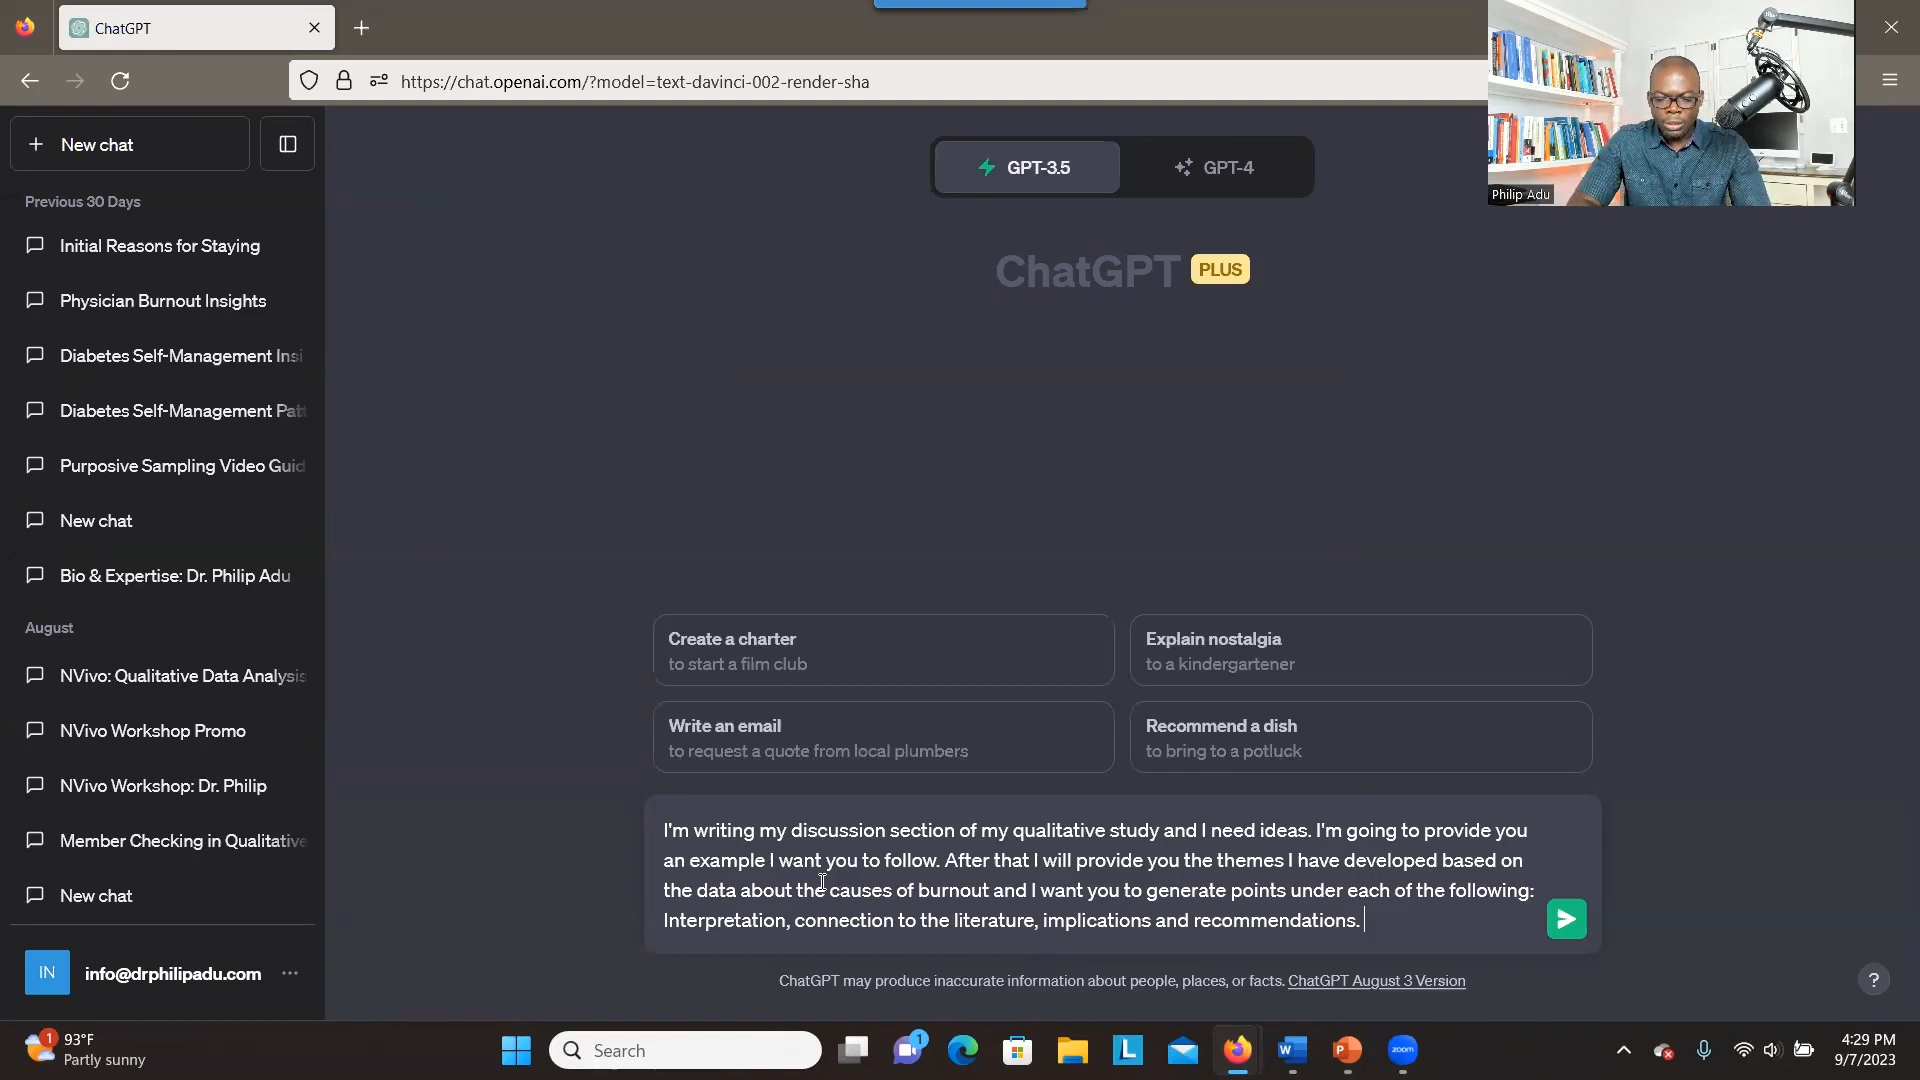 ChatGPT
https://chat.openai.com/?model=text-davinci-002-render-sha
Philip Adu
New chat
Previous 30 Days
Initial Reasons for Staying
Physician Burnout Insights
Diabetes Self-Management Insi
Diabetes Self-Management Patt
Purposive Sampling Video Guid
New chat
Bio & Expertise: Dr. Philip Adu
August
NVivo: Qualitative Data Analysis
NVivo Workshop Promo
NVivo Workshop: Dr. Philip
Member Checking in Qualitative
New chat
IN
info@drphilipadu.com
GPT-3.5
GPT-4
ChatGPT PLUS
Create a charter
to start a film club
Explain nostalgia
to a kindergartener
Write an email
to request a quote from local plumbers
Recommend a dish
to bring to a potluck
I'm writing my discussion section of my qualitative study and I need ideas. I'm going to provide you
an example I want you to follow. After that I will provide you the themes I have developed based on
the data about the causes of burnout and I want you to generate points under each of the following:
Interpretation, connection to the literature, implications and recommendations.
ChatGPT may produce inaccurate information about people, places, or facts. ChatGPT August 3 Version
?
1
93°F
Partly sunny
Search
1
L
W
P
zoom
4:29 PM
9/7/2023